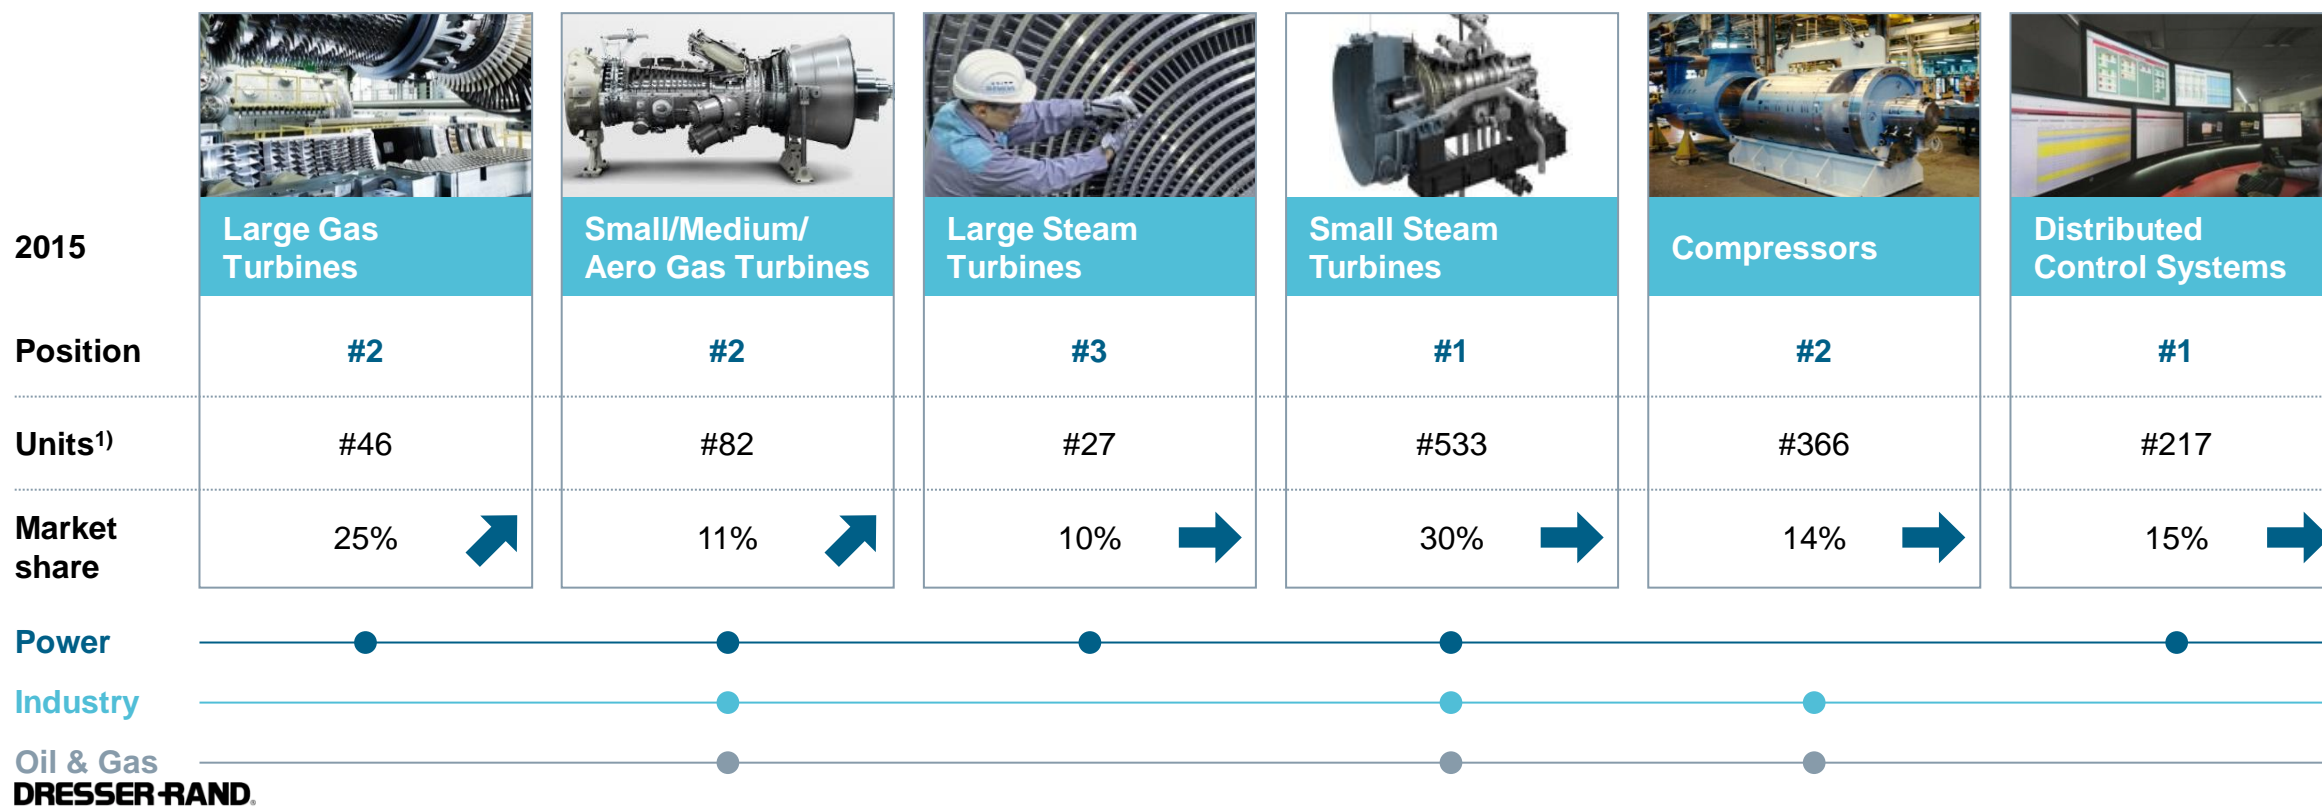 2015
Large Gas
Turbines
Small/Medium/
Aero Gas Turbines
Large Steam
Turbines
Small Steam
Turbines
Compressors
Distributed
Control Systems
Position
#2
#2
#3
#1
#2
#1
Units¹⁾
#46
#82
#27
#533
#366
#217
Market
share
25%
11%
10%
30%
14%
15%
Power
Industry
Oil & Gas
DRESSER-RAND®